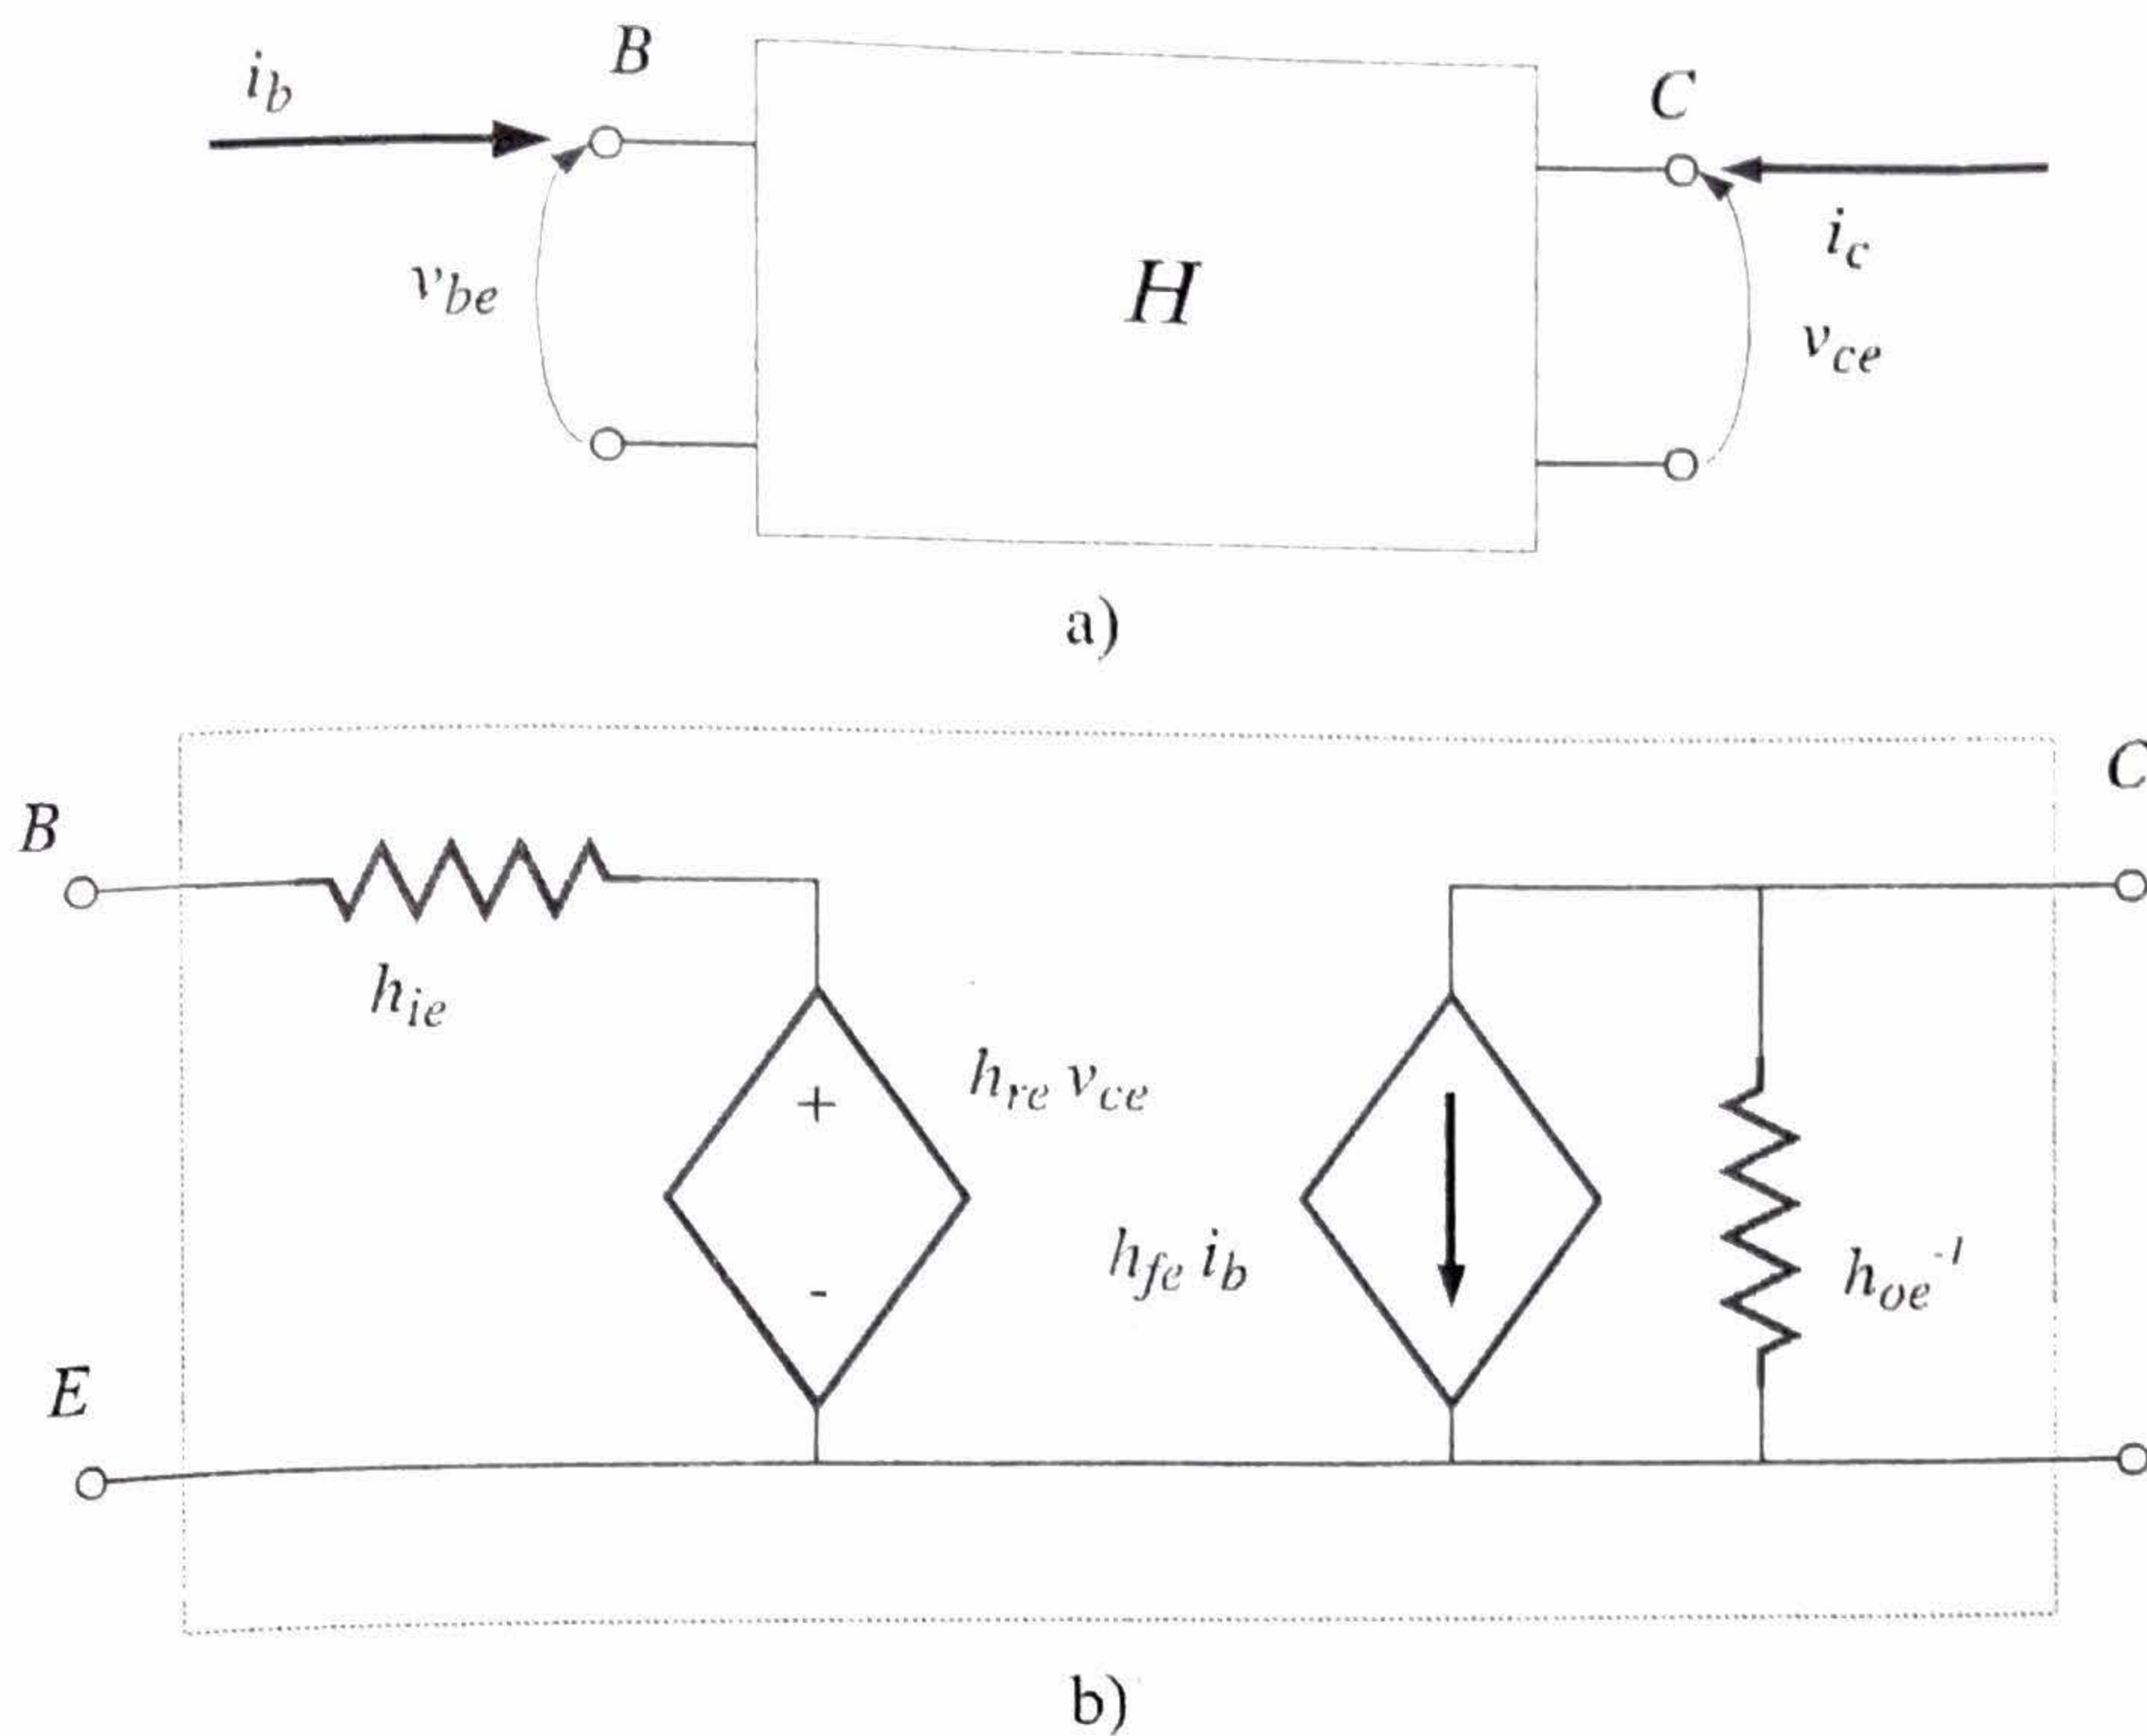 i_b
B
C
v_be
H
i_c
v_ce
a)
B
C
h_ie
+
h_re v_ce
h_fe i_b
h_oe^-1
-
E
b)